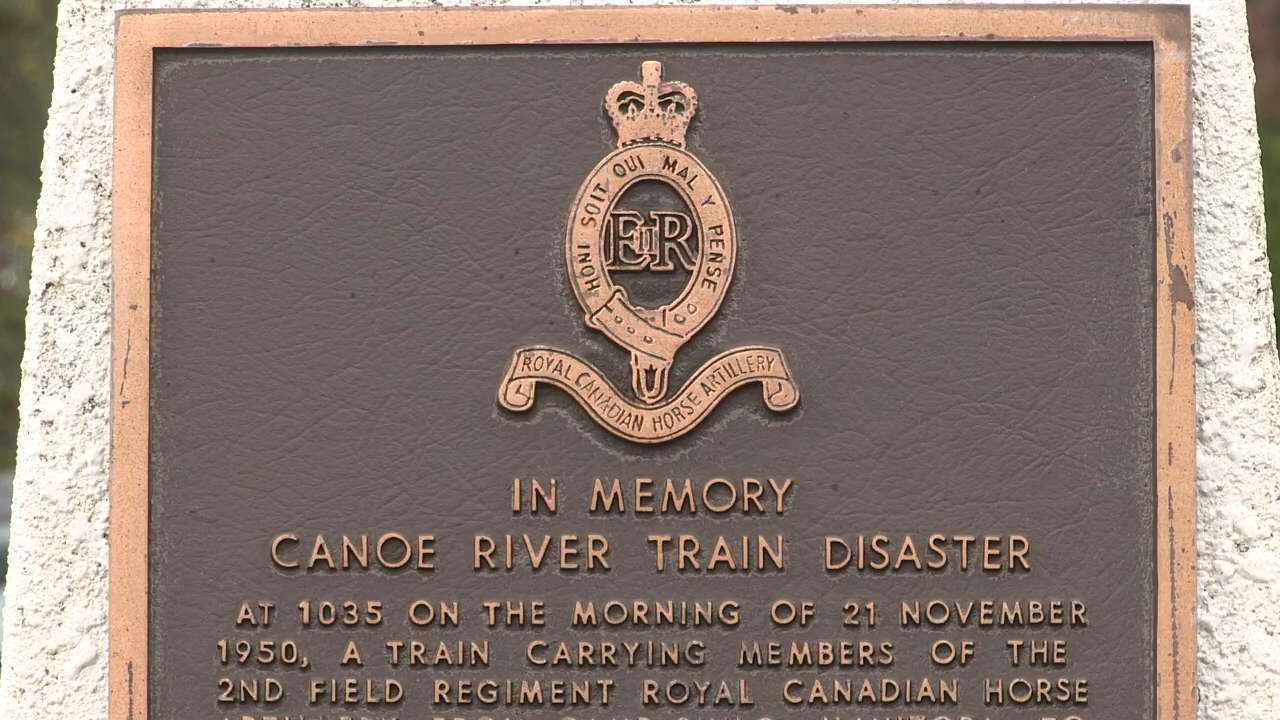 HONI SOIT QUI MAL Y PENSE
EIIR
ROYAL CANADIAN HORSE ARTILLERY
IN MEMORY
CANOE RIVER TRAIN DISASTER
AT 1035 ON THE MORNING OF 21 NOVEMBER
1950, A TRAIN CARRYING MEMBERS OF THE
2ND FIELD REGIMENT ROYAL CANADIAN HORSE